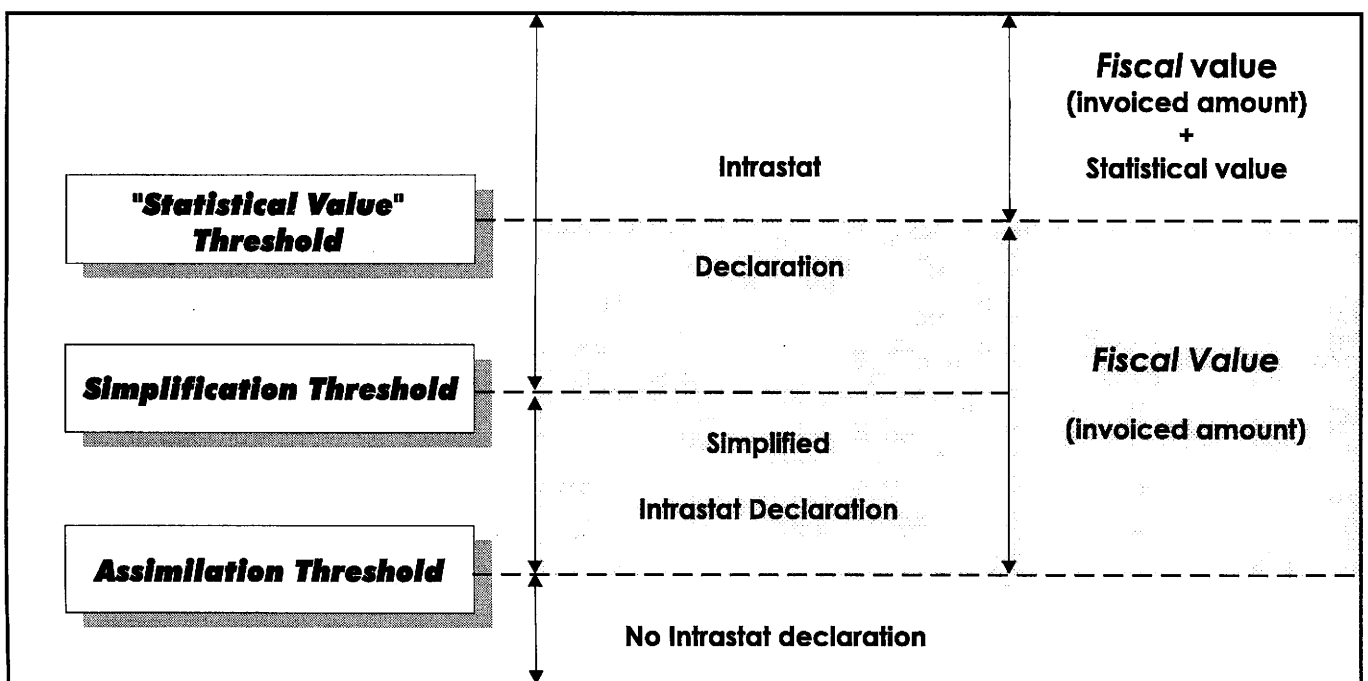 "Statistical Value"
Threshold
Simplification Threshold
Assimilation Threshold
Intrastat
Declaration
Simplified
Intrastat Declaration
No Intrastat declaration
Fiscal value
(invoiced amount)
+
Statistical value
Fiscal Value
(invoiced amount)